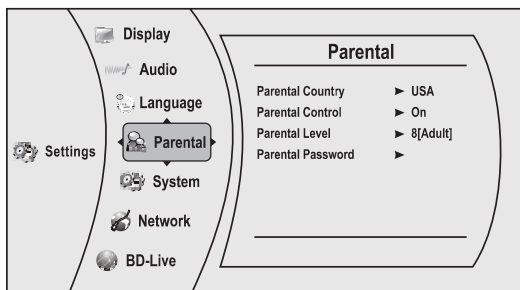 Settings
Display
Audio
Language
Parental
System
Network
BD-Live
Parental
Parental Country ► USA
Parental Control ► On
Parental Level ► 8[Adult]
Parental Password ►